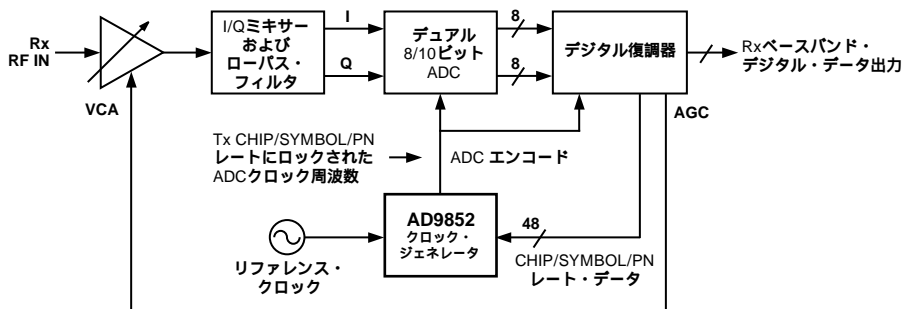 Rx
RF IN
VCA
I/Qミキサー
および
ローパス・
フィルタ
I
Q
デュアル
8/10ビット
ADC
8
8
デジタル復調器
Rxベースバンド・
デジタル・データ出力
AGC
Tx CHIP/SYMBOL/PN
レートにロックされた
ADCクロック周波数
ADC エンコード
AD9852
クロック・
ジェネレータ
48
CHIP/SYMBOL/PN
レート・データ
リファレンス・
クロック